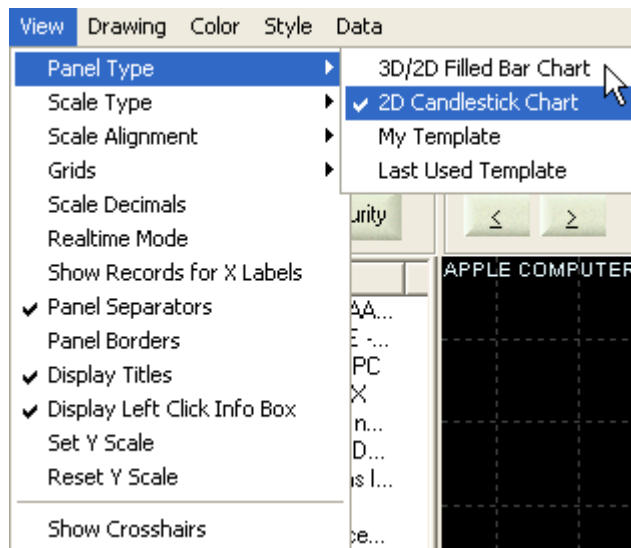 View Drawing Color Style Data
Panel Type
Scale Type
Scale Alignment
Grids
Scale Decimals
Realtime Mode
Show Records for X Labels
Panel Separators
Panel Borders
Display Titles
Display Left Click Info Box
Set Y Scale
Reset Y Scale
Show Crosshairs
3D/2D Filled Bar Chart
2D Candlestick Chart
My Template
Last Used Template
< >
APPLE COMPUTER
PC